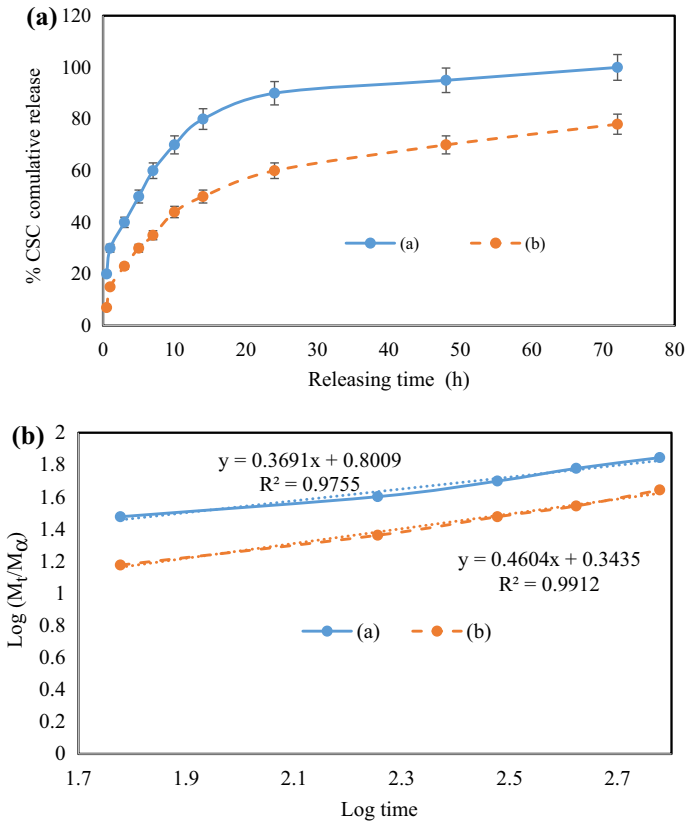 (a)
120
100
80
60
40
20
0
% CSC comulative release
(a)
(b)
0 10 20 30 40 50 60 70 80
Releasing time (h)
(b)
2
1.8
1.6
1.4
1.2
1
0.8
0.6
0.4
0.2
0
Log (Mt/Mα)
y = 0.3691x + 0.8009
R² = 0.9755
y = 0.4604x + 0.3435
R² = 0.9912
(a)
(b)
1.7 1.9 2.1 2.3 2.5 2.7
Log time